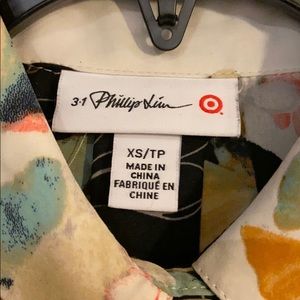 3·1 Phillip Lim
XS/TP
MADE IN
CHINA
FABRIQUÉ EN
CHINE